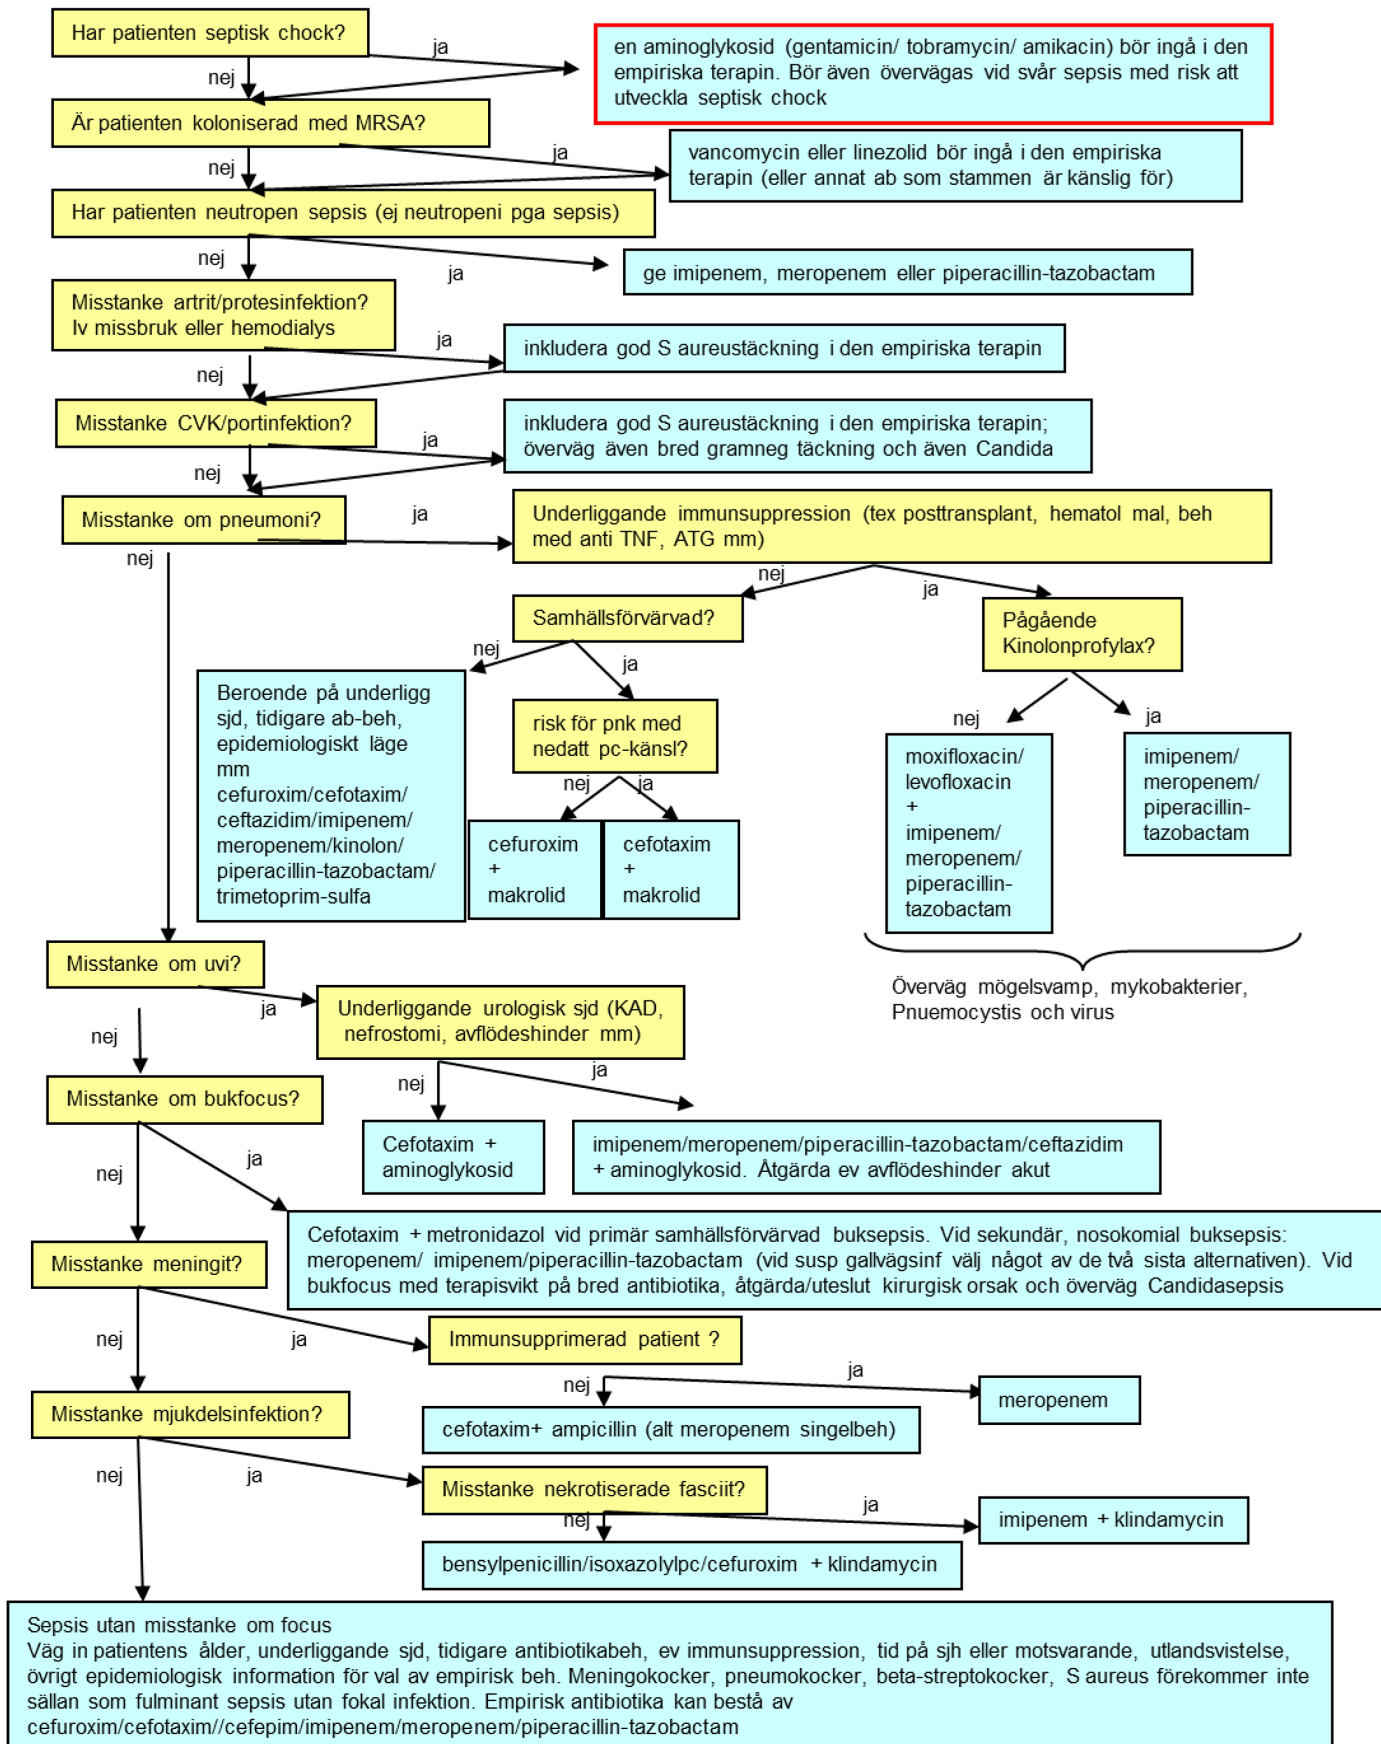 Har patienten septisk chock?
ja
nej
en aminoglykosid (gentamicin/ tobramycin/ amikacin) bör ingå i den
empiriska terapin. Bör även övervägas vid svår sepsis med risk att
utveckla septisk chock
Är patienten koloniserad med MRSA?
ja
nej
vancomycin eller linezolid bör ingå i den empiriska
terapin (eller annat ab som stammen är känslig för)
Har patienten neutropen sepsis (ej neutropeni pga sepsis)
nej
ja
ge imipenem, meropenem eller piperacillin-tazobactam
Misstanke artrit/protesinfektion?
Iv missbruk eller hemodialys
ja
nej
inkludera god S aureustäckning i den empiriska terapin
Misstanke CVK/portinfektion?
ja
nej
inkludera god S aureustäckning i den empiriska terapin;
överväg även bred gramneg täckning och även Candida
Misstanke om pneumoni?
ja
nej
Underliggande immunsuppression (tex posttransplant, hematol mal, beh
med anti TNF, ATG mm)
nej
ja
Samhällsförvärvad?
nej
ja
Pågående
Kinolonprofylax?
nej
ja
Beroende på underligg
sjd, tidigare ab-beh,
epidemiologiskt läge
mm
cefuroxim/cefotaxim/
ceftazidim/imipenem/
meropenem/kinolon/
piperacillin-tazobactam/
trimetoprim-sulfa
risk för pnk med
nedatt pc-känsl?
nej
ja
cefuroxim
+
makrolid
cefotaxim
+
makrolid
moxifloxacin/
levofloxacin
+
imipenem/
meropenem/
piperacillin-
tazobactam
imipenem/
meropenem/
piperacillin-
tazobactam
Överväg mögelsvamp, mykobakterier,
Pnuemocystis och virus
Misstanke om uvi?
ja
nej
Underliggande urologisk sjd (KAD,
nefrostomi, avflödeshinder mm)
nej
ja
Cefotaxim +
aminoglykosid
imipenem/meropenem/piperacillin-tazobactam/ceftazidim
+ aminoglykosid. Åtgärda ev avflödeshinder akut
Misstanke om bukfocus?
ja
nej
Cefotaxim + metronidazol vid primär samhällsförvärvad buksepsis. Vid sekundär, nosokomial buksepsis:
meropenem/ imipenem/piperacillin-tazobactam (vid susp gallvägsinf välj något av de två sista alternativen). Vid
bukfocus med terapisvikt på bred antibiotika, åtgärda/uteslut kirurgisk orsak och överväg Candidasepsis
Misstanke meningit?
nej
ja
Immunsupprimerad patient ?
nej
ja
meropenem
cefotaxim+ ampicillin (alt meropenem singelbeh)
Misstanke mjukdelsinfektion?
nej
ja
Misstanke nekrotiserade fasciit?
nej
ja
imipenem + klindamycin
bensylpenicillin/isoxazolylpc/cefuroxim + klindamycin
Sepsis utan misstanke om focus
Väg in patientens ålder, underliggande sjd, tidigare antibiotikabeh, ev immunsuppression, tid på sjh eller motsvarande, utlandsvistelse,
övrigt epidemiologisk information för val av empirisk beh. Meningokocker, pneumokocker, beta-streptokocker, S aureus förekommer inte
sällan som fulminant sepsis utan fokal infektion. Empirisk antibiotika kan bestå av
cefuroxim/cefotaxim//cefepim/imipenem/meropenem/piperacillin-tazobactam